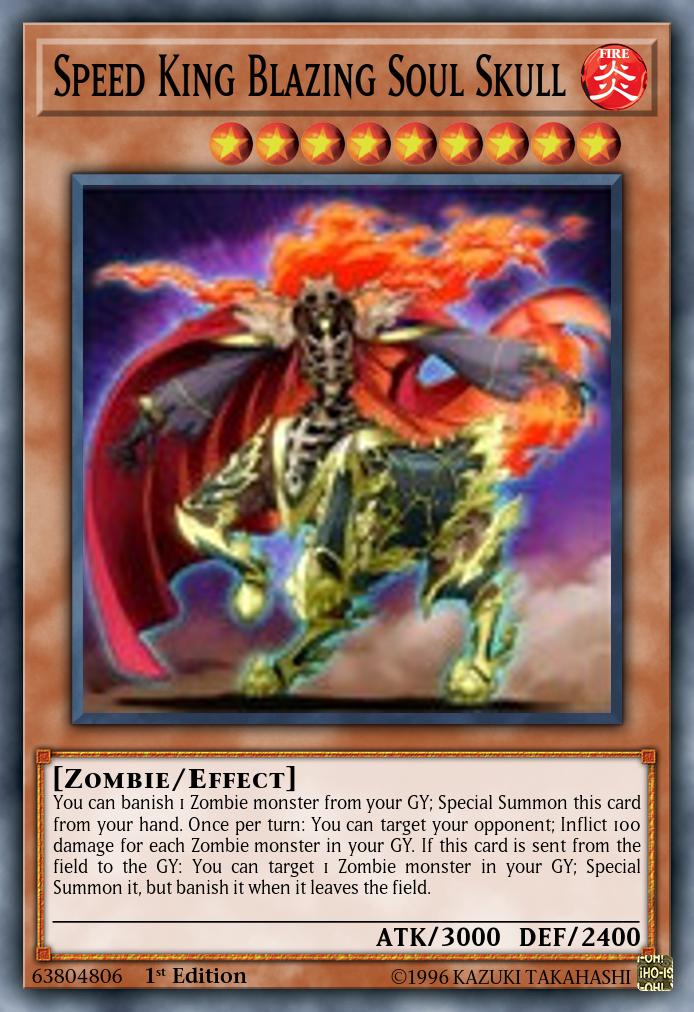 Speed King Blazing Soul Skull
FIRE
炎
[Zombie/Effect]
You can banish 1 Zombie monster from your GY; Special Summon this card
from your hand. Once per turn: You can target your opponent; Inflict 100
damage for each Zombie monster in your GY. If this card is sent from the
field to the GY: You can target 1 Zombie monster in your GY; Special
Summon it, but banish it when it leaves the field.
ATK/3000 DEF/2400
63804806 1st Edition ©1996 KAZUKI TAKAHASHI